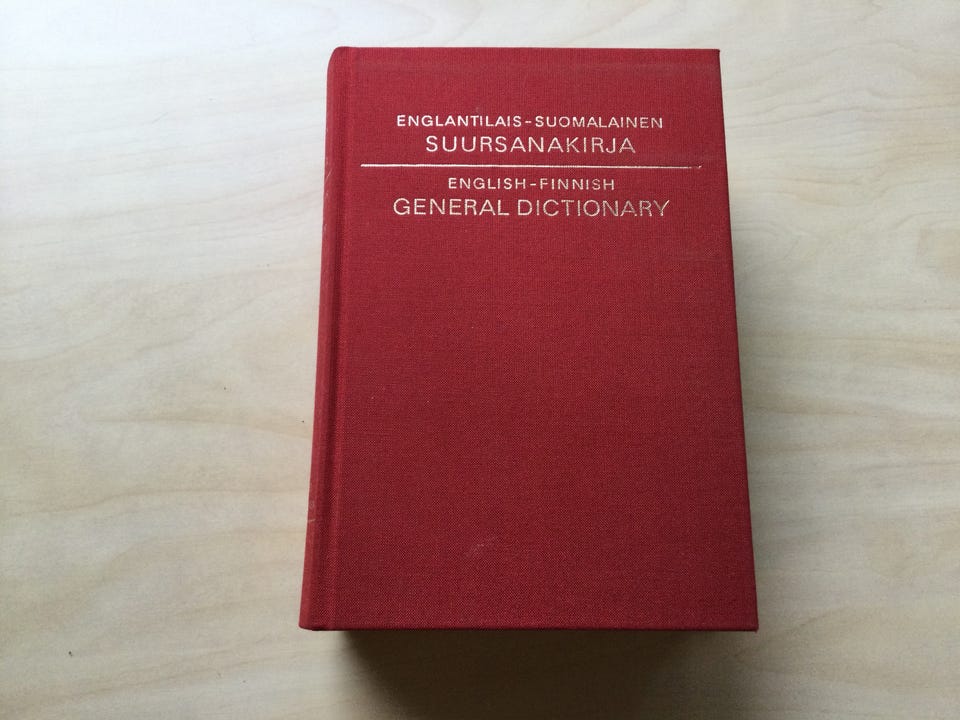 ENGLANTILAIS-SUOMALAINEN
SUURSANAKIRJA
ENGLISH-FINNISH
GENERAL DICTIONARY